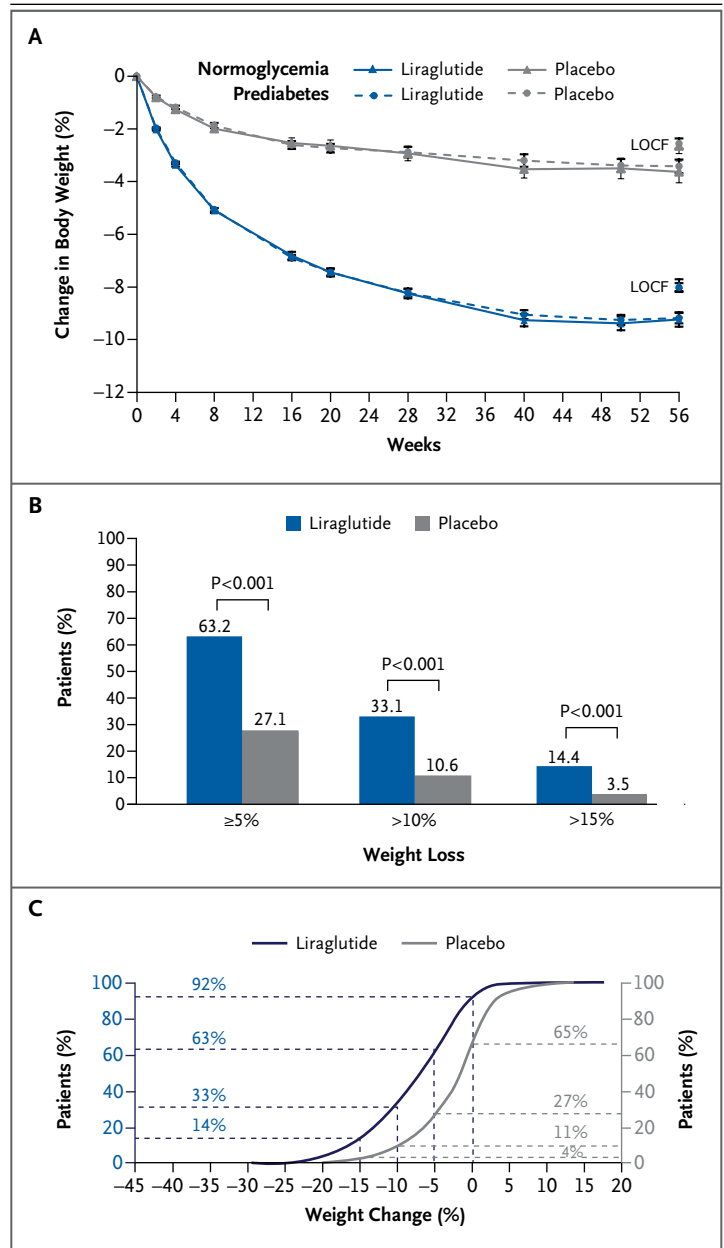 A
Normoglycemia Liraglutide Placebo
Prediabetes Liraglutide Placebo
0
−2
−4
−6
−8
−10
−12
Change in Body Weight (%)
LOCF
LOCF
0 4 8 12 16 20 24 28 32 36 40 44 48 52 56
Weeks
B
Liraglutide Placebo
100
90
80
70
60
50
40
30
20
10
0
Patients (%)
P<0.001
63.2
27.1
P<0.001
33.1
10.6
P<0.001
14.4
3.5
≥5% >10% >15%
Weight Loss
C
Liraglutide Placebo
100
80
60
40
20
0
Patients (%)
92%
63%
33%
14%
65%
27%
11%
4%
100
80
60
40
20
0
Patients (%)
−45 −40 −35 −30 −25 −20 −15 −10 −5 0 5 10 15 20
Weight Change (%)